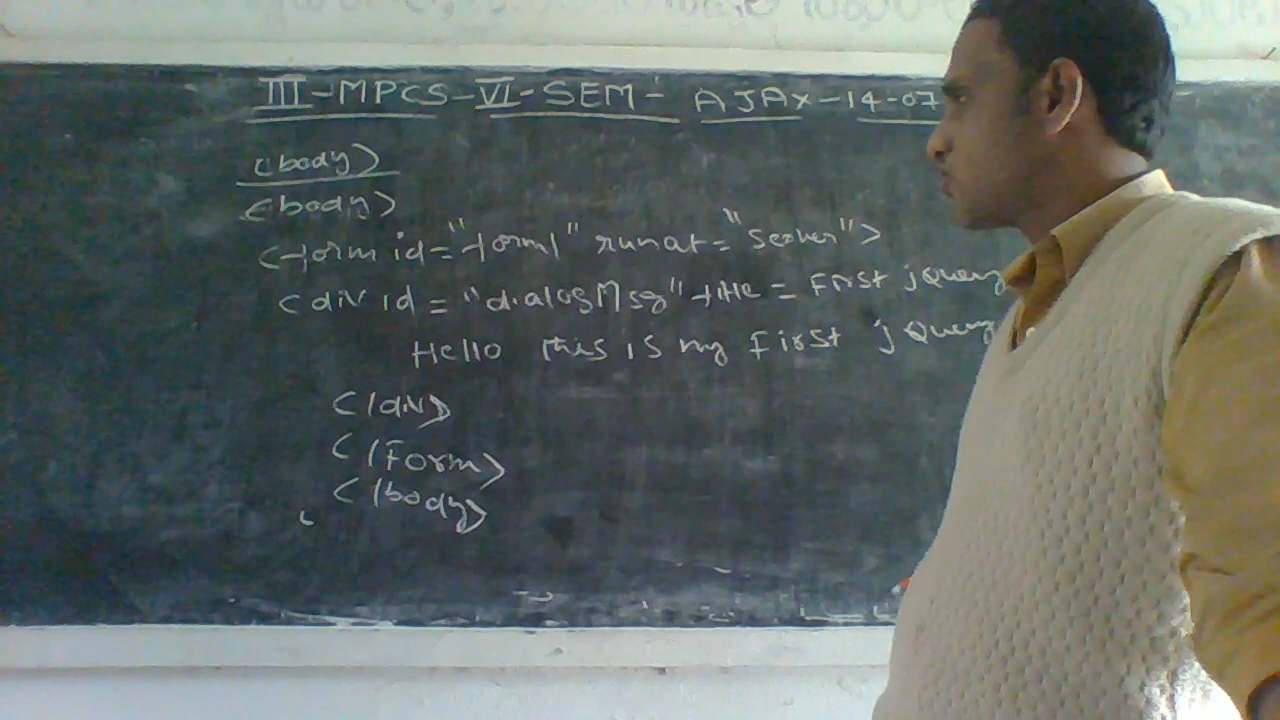 III-MPCS-VI-SEM- AJAX-14-07
<body>
<body>
<form id="form1" runat="server">
<div id="dialogMsg" title = First jQuery
Hello this is my First jQuery
</div>
</Form>
</body>